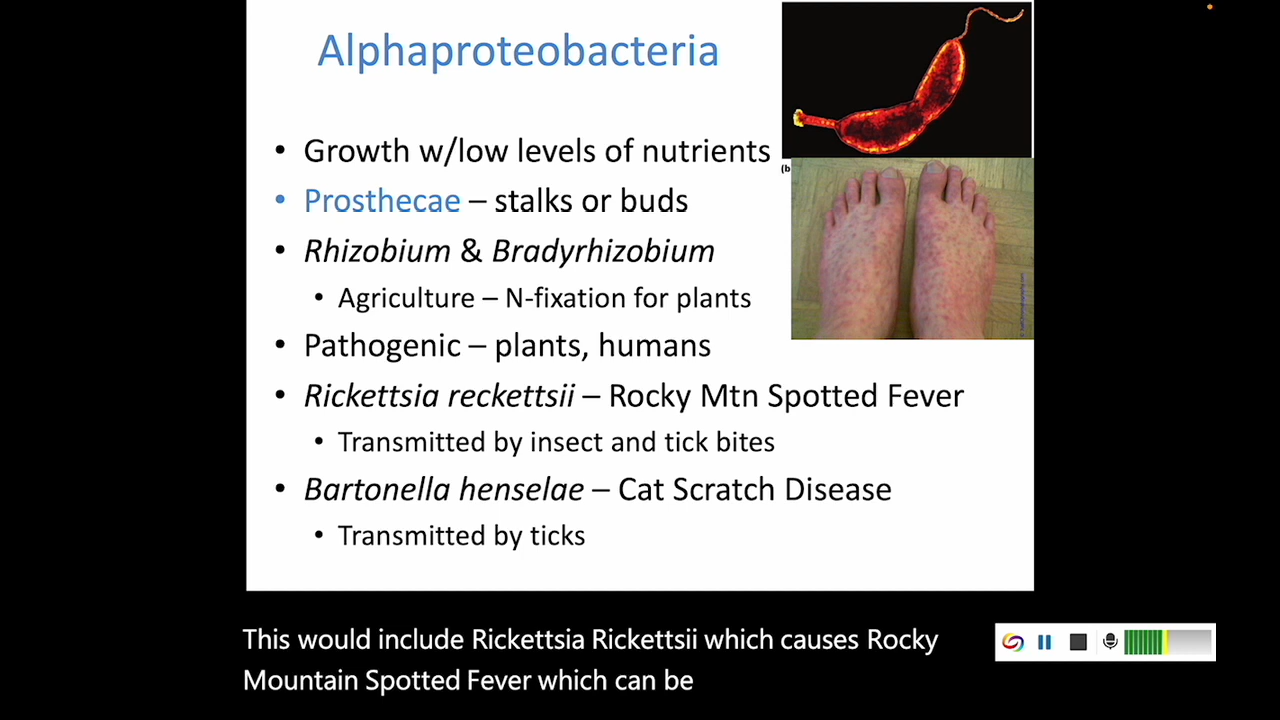 Alphaproteobacteria
• Growth w/low levels of nutrients
(b
• Prosthecae – stalks or buds
• Rhizobium & Bradyrhizobium
• Agriculture – N-fixation for plants
• Pathogenic – plants, humans
• Rickettsia reckettsii – Rocky Mtn Spotted Fever
• Transmitted by insect and tick bites
• Bartonella henselae – Cat Scratch Disease
• Transmitted by ticks
This would include Rickettsia Rickettsii which causes Rocky
Mountain Spotted Fever which can be